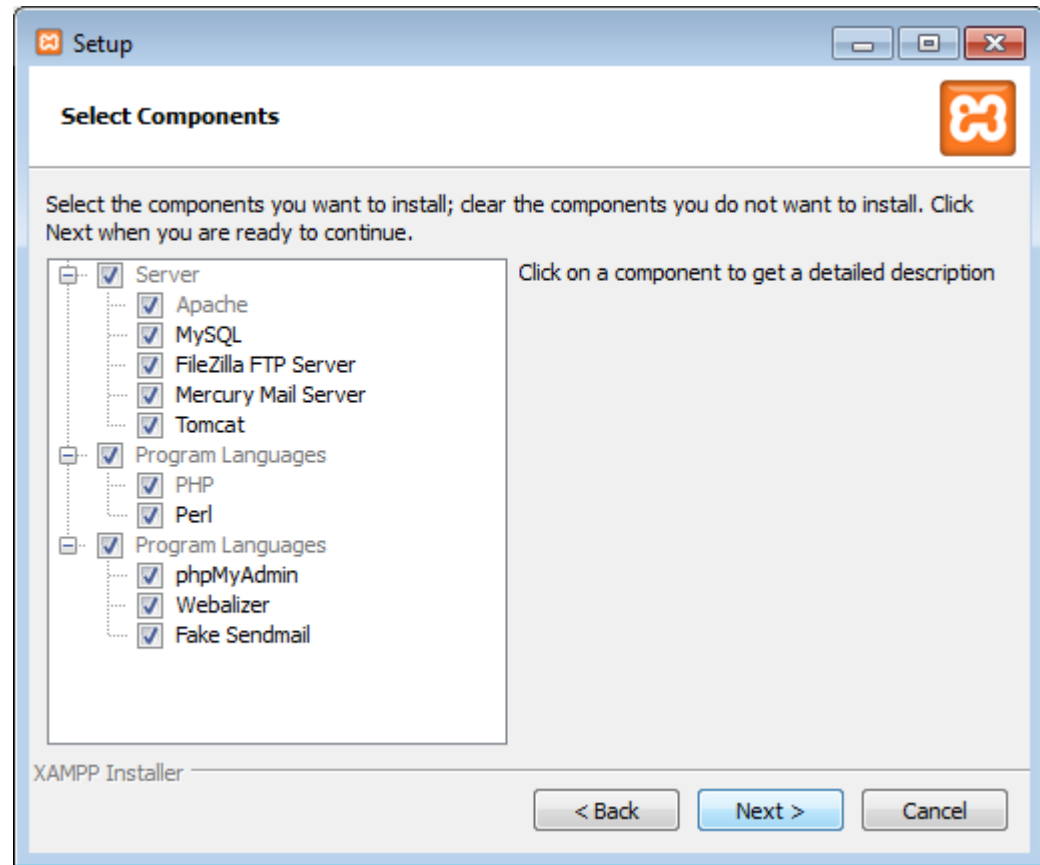 Setup
Select Components
Select the components you want to install; clear the components you do not want to install. Click
Next when you are ready to continue.
Server
Apache
MySQL
FileZilla FTP Server
Mercury Mail Server
Tomcat
Program Languages
PHP
Perl
Program Languages
phpMyAdmin
Webalizer
Fake Sendmail
Click on a component to get a detailed description
XAMPP Installer
< Back
Next >
Cancel